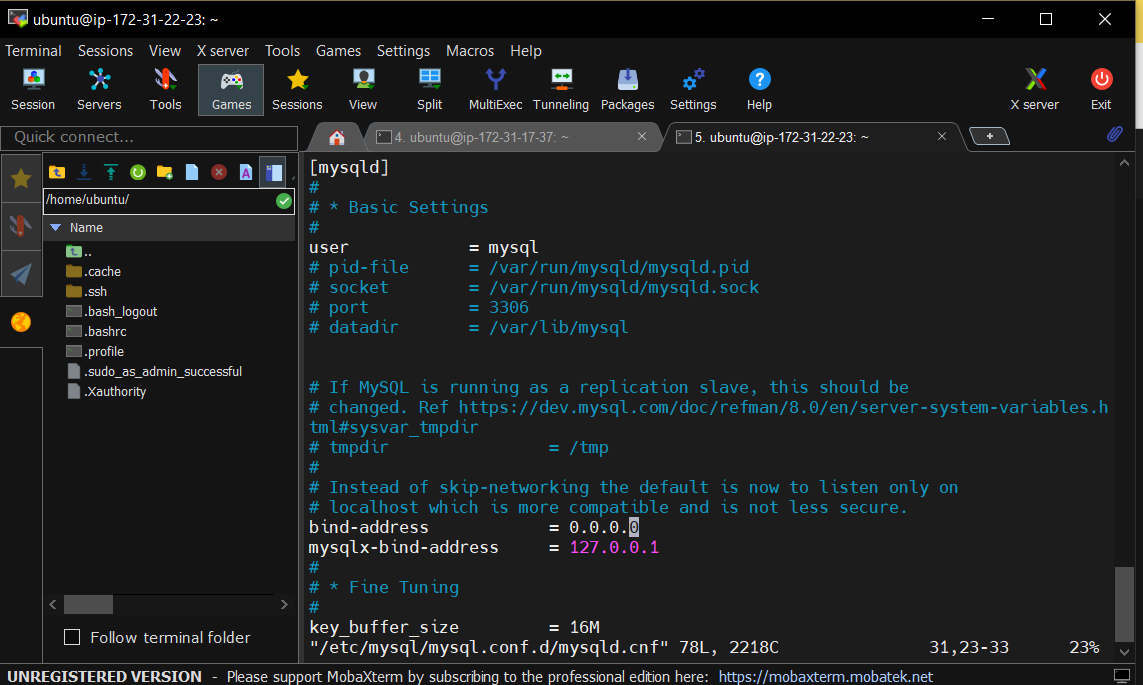 ubuntu@ip-172-31-22-23: ~
Terminal Sessions View X server Tools Games Settings Macros Help
Session Servers Tools Games Sessions View Split MultiExec Tunneling Packages Settings Help X server Exit
Quick connect...
4. ubuntu@ip-172-31-17-37: ~
5. ubuntu@ip-172-31-22-23: ~
/home/ubuntu/
Name
..
.cache
.ssh
.bash_logout
.bashrc
.profile
.sudo_as_admin_successful
.Xauthority
Follow terminal folder
[mysqld]
#
# * Basic Settings
#
user = mysql
# pid-file = /var/run/mysqld/mysqld.pid
# socket = /var/run/mysqld/mysqld.sock
# port = 3306
# datadir = /var/lib/mysql
# If MySQL is running as a replication slave, this should be
# changed. Ref https://dev.mysql.com/doc/refman/8.0/en/server-system-variables.h
tml#sysvar_tmpdir
# tmpdir = /tmp
#
# Instead of skip-networking the default is now to listen only on
# localhost which is more compatible and is not less secure.
bind-address = 0.0.0.0
mysqlx-bind-address = 127.0.0.1
#
# * Fine Tuning
#
key_buffer_size = 16M
"/etc/mysql/mysql.conf.d/mysqld.cnf" 78L, 2218C 31,23-33 23%
UNREGISTERED VERSION - Please support MobaXterm by subscribing to the professional edition here: https://mobaxterm.mobatek.net